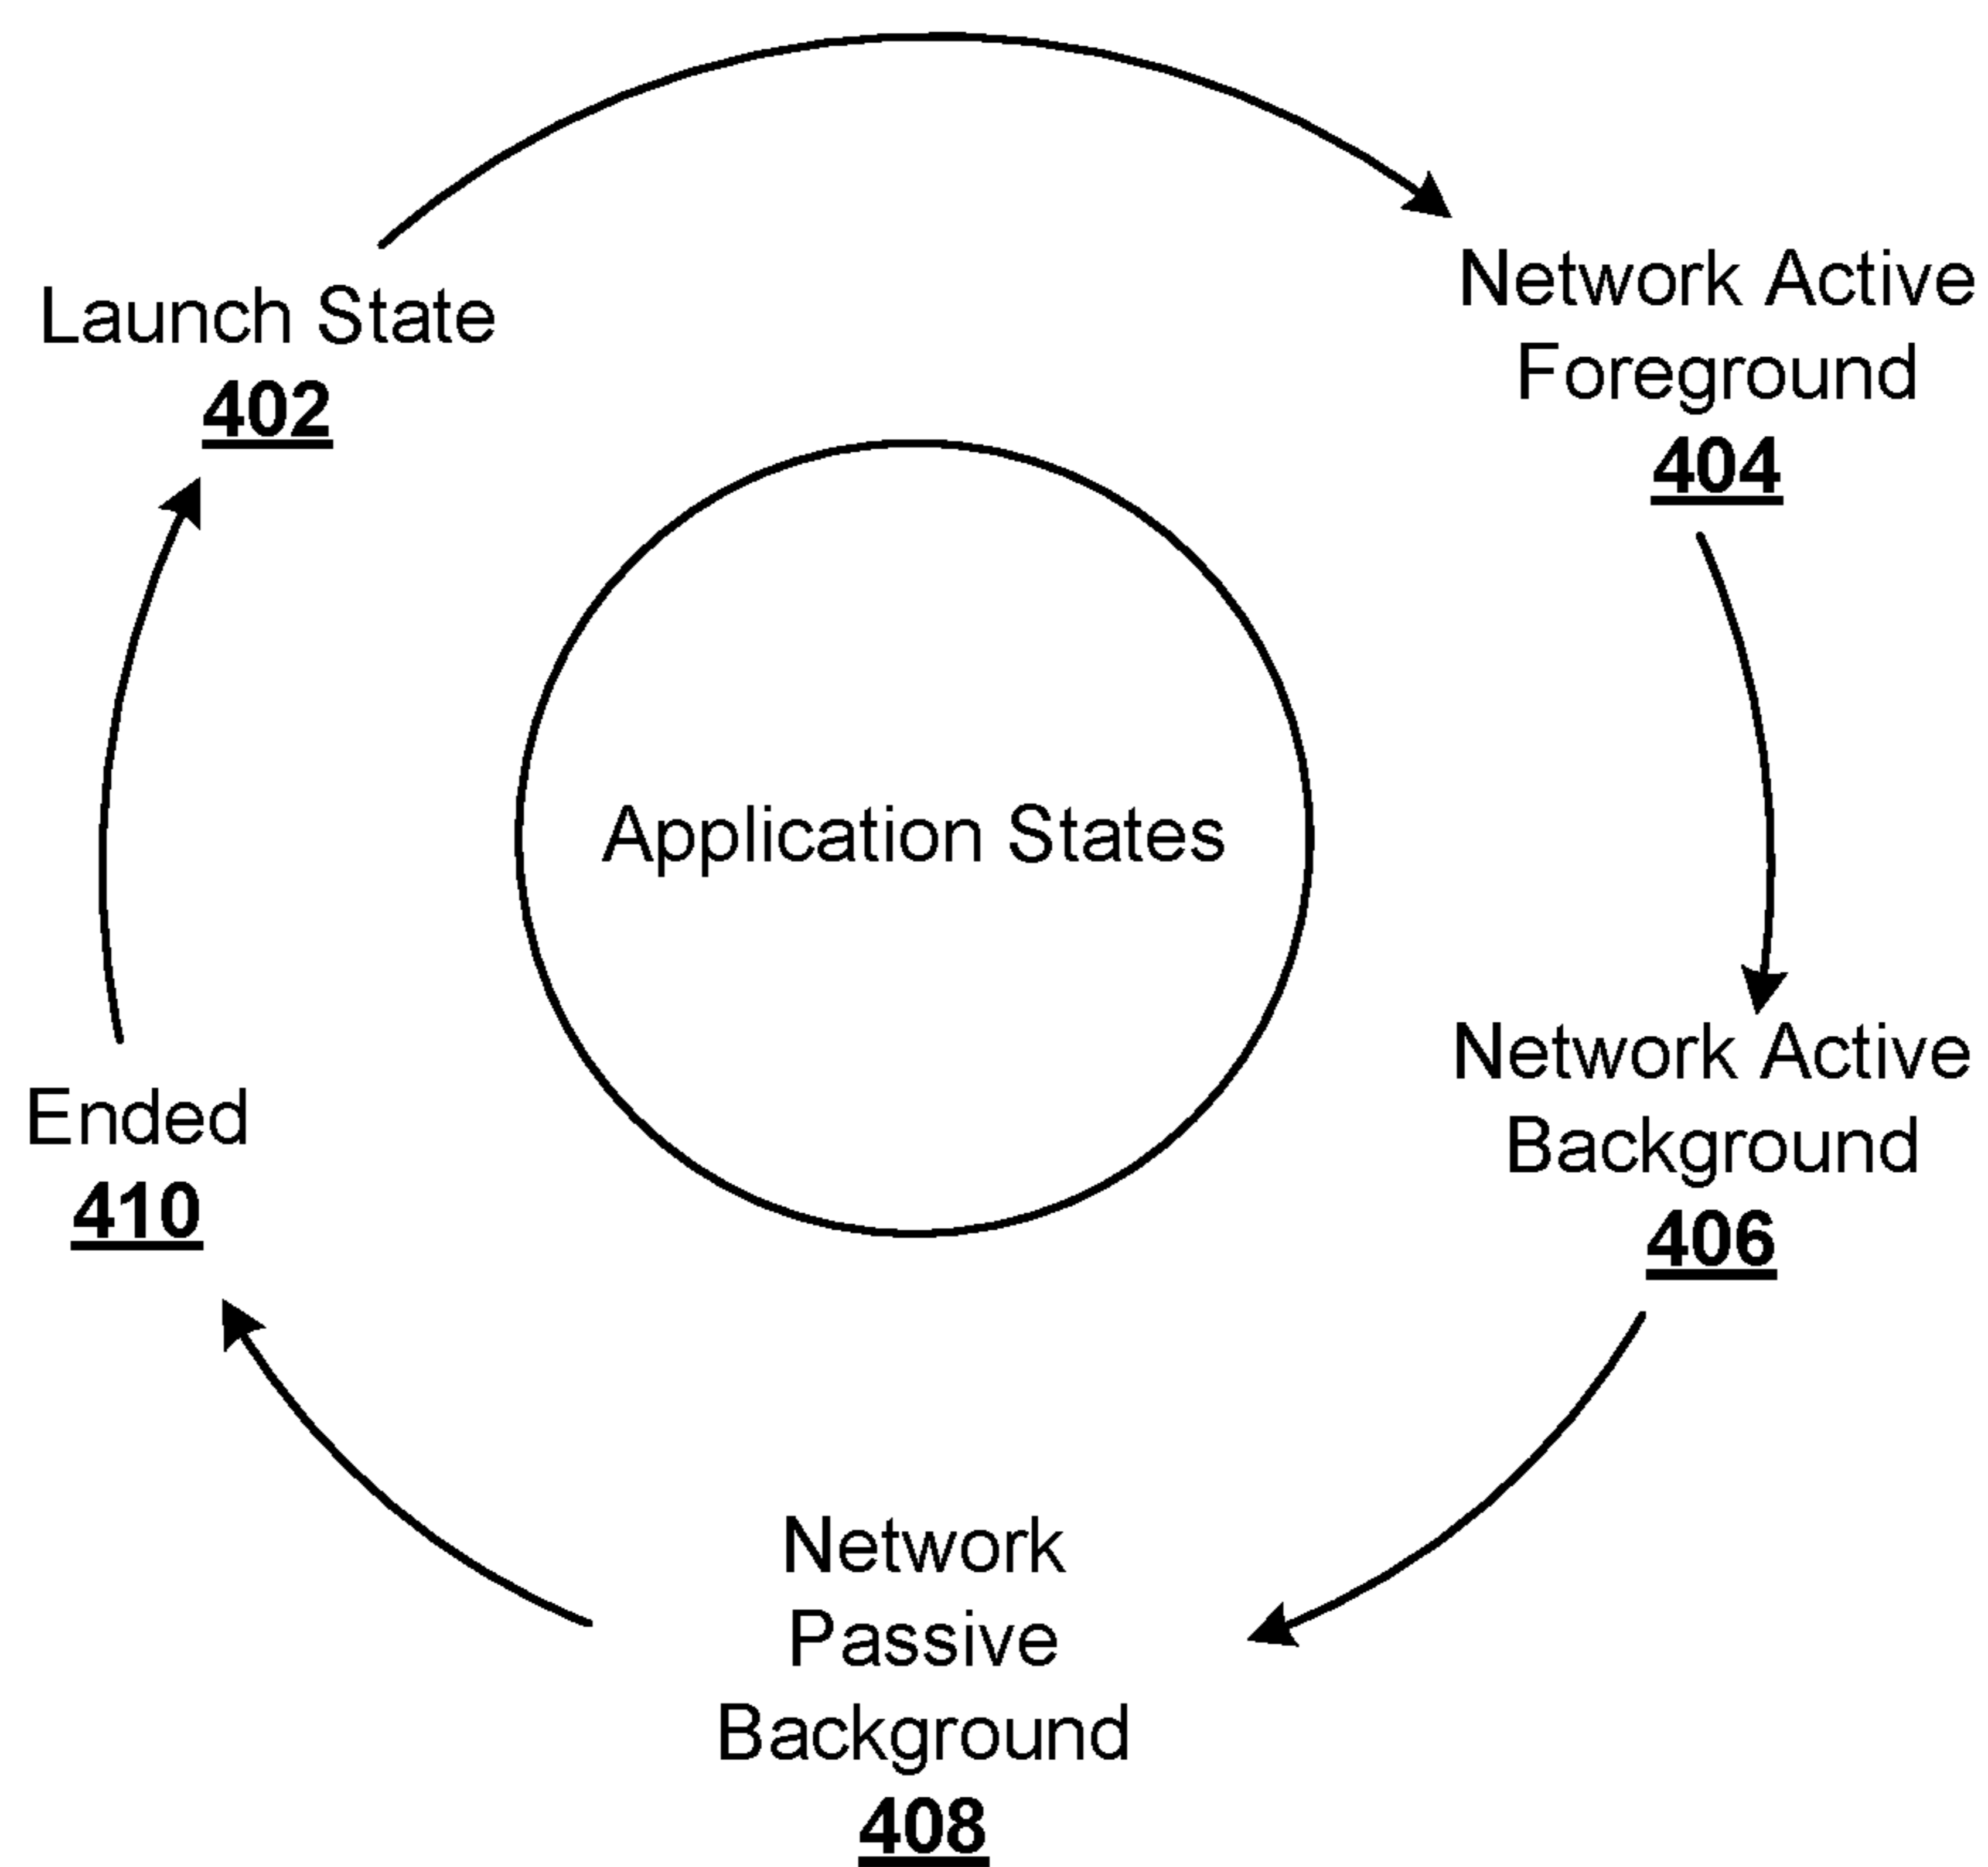 Launch State
402
Network Active
Foreground
404
Application States
Network Active
Background
406
Ended
410
Network
Passive
Background
408